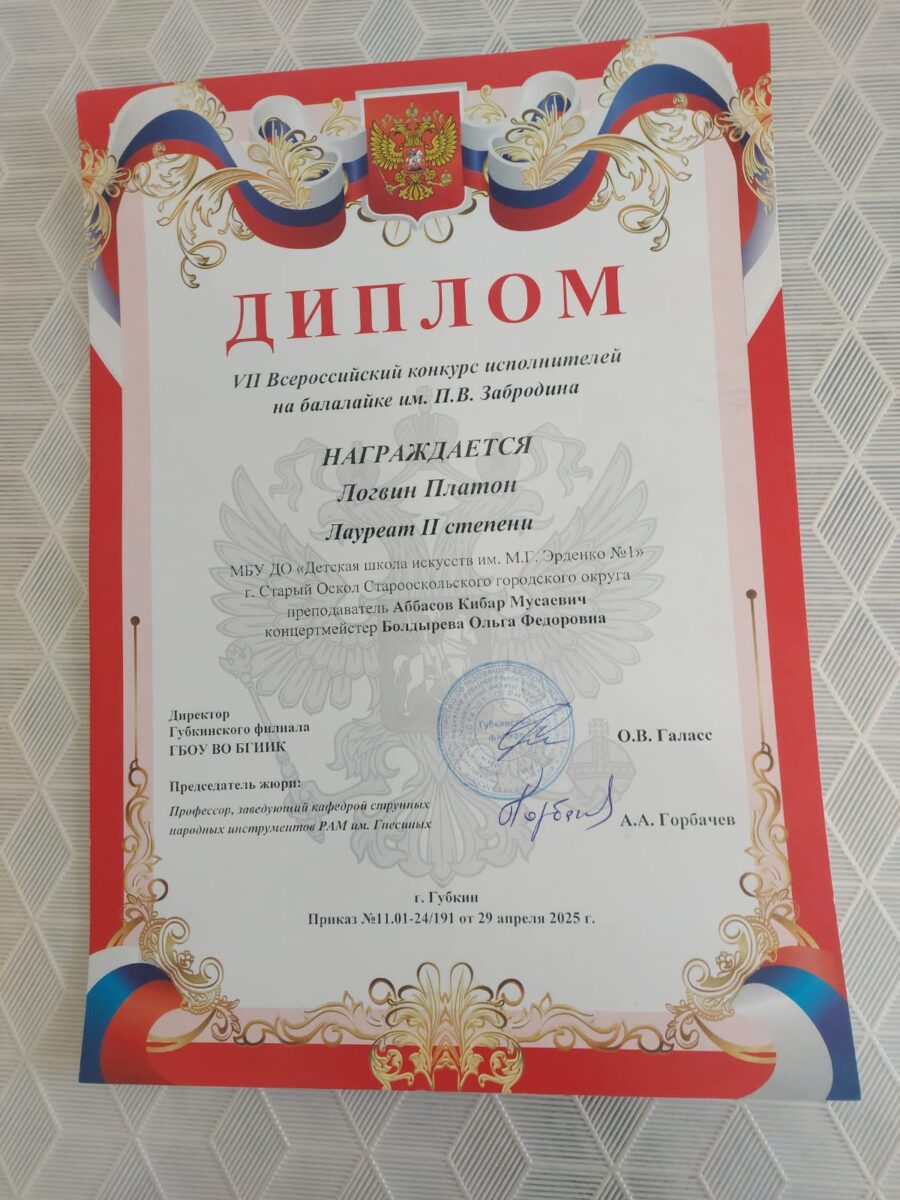 ДИПЛОМ
VII Всероссийский конкурс исполнителей
на балалайке им. П.В. Забродина
НАГРАЖДАЕТСЯ
Логвин Платон
Лауреат II степени
МБУ ДО «Детская школа искусств им. М.Г. Эрденко №1»
г. Старый Оскол Старооскольского городского округа
преподаватель Аббасов Кибар Мусаевич
концертмейстер Болдырева Ольга Федоровна
Директор
Губкинского филиала
ГБОУ ВО БГИИК
О.В. Галасс
Губкинский
филиал
Председатель жюри:
Профессор, заведующий кафедрой струнных
народных инструментов РАМ им. Гнесиных
А.А. Горбачев
г. Губкин
Приказ №11.01-24/191 от 29 апреля 2025 г.